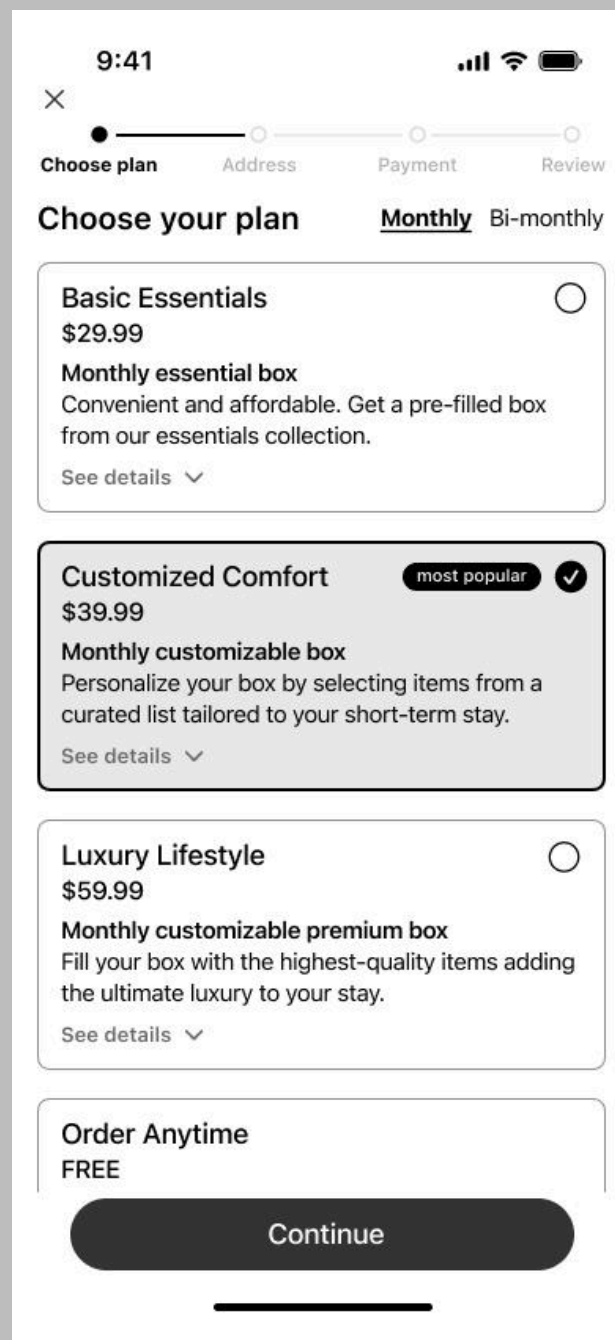 9:41
Choose plan Address Payment Review
Choose your plan Monthly Bi-monthly
Basic Essentials
$29.99
Monthly essential box
Convenient and affordable. Get a pre-filled box
from our essentials collection.
See details
Customized Comfort most popular
$39.99
Monthly customizable box
Personalize your box by selecting items from a
curated list tailored to your short-term stay.
See details
Luxury Lifestyle
$59.99
Monthly customizable premium box
Fill your box with the highest-quality items adding
the ultimate luxury to your stay.
See details
Order Anytime
FREE
Continue